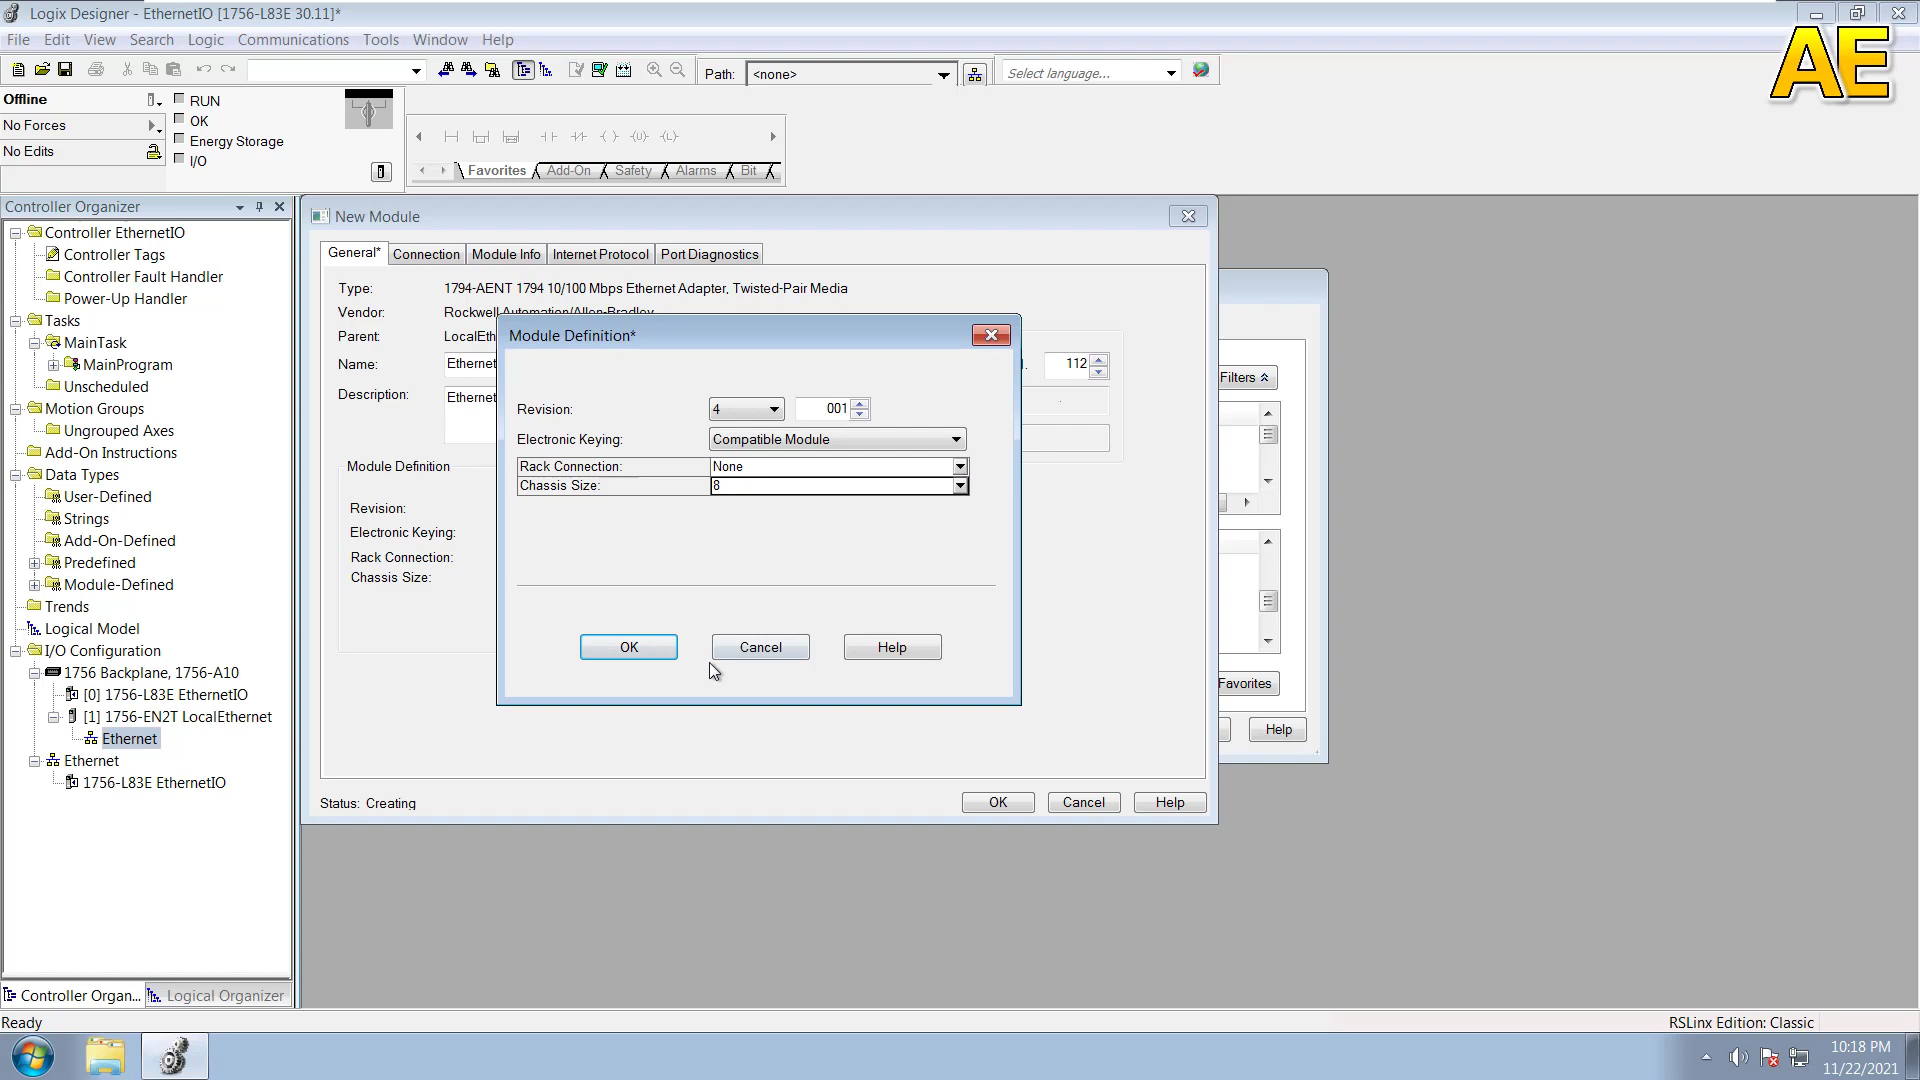 Logix Designer - EthernetIO [1756-L83E 30.11]*
AE
File Edit View Search Logic Communications Tools Window Help
Path: <none>
Select language...
Offline
RUN
No Forces
OK
No Edits
Energy Storage
I/O
Favorites Add-On Safety Alarms Bit
Controller Organizer
Controller EthernetIO
Controller Tags
Controller Fault Handler
Power-Up Handler
Tasks
MainTask
MainProgram
Unscheduled
Motion Groups
Ungrouped Axes
Add-On Instructions
Data Types
User-Defined
Strings
Add-On-Defined
Predefined
Module-Defined
Trends
Logical Model
I/O Configuration
1756 Backplane, 1756-A10
[0] 1756-L83E EthernetIO
[1] 1756-EN2T LocalEthernet
Ethernet
Ethernet
1756-L83E EthernetIO
Controller Organ... Logical Organizer
New Module
General* Connection Module Info Internet Protocol Port Diagnostics
Type: 1794-AENT 1794 10/100 Mbps Ethernet Adapter, Twisted-Pair Media
Vendor: Rockwell Automation/Allen-Bradley
Parent: LocalEth
Name: Ethernet
112
Description: Ethernet
Module Definition
Revision:
Electronic Keying:
Rack Connection:
Chassis Size:
Status: Creating
OK Cancel Help
Module Definition*
Revision: 4 001
Electronic Keying: Compatible Module
Rack Connection: None
Chassis Size: 8
OK Cancel Help
Filters
Favorites
Help
Ready
RSLinx Edition: Classic
10:18 PM
11/22/2021